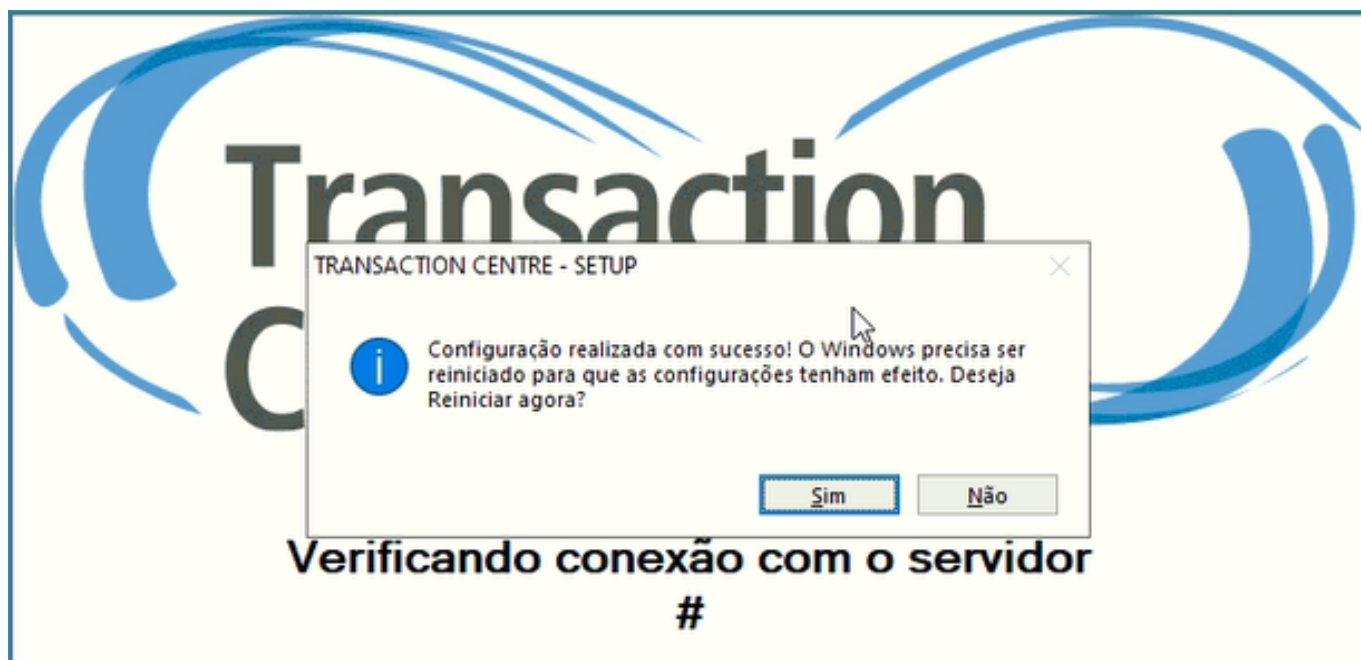 Transaction
C
TRANSACTION CENTRE - SETUP
Configuração realizada com sucesso! O Windows precisa ser
reiniciado para que as configurações tenham efeito. Deseja
Reiniciar agora?
Sim
Não
Verificando conexão com o servidor
#